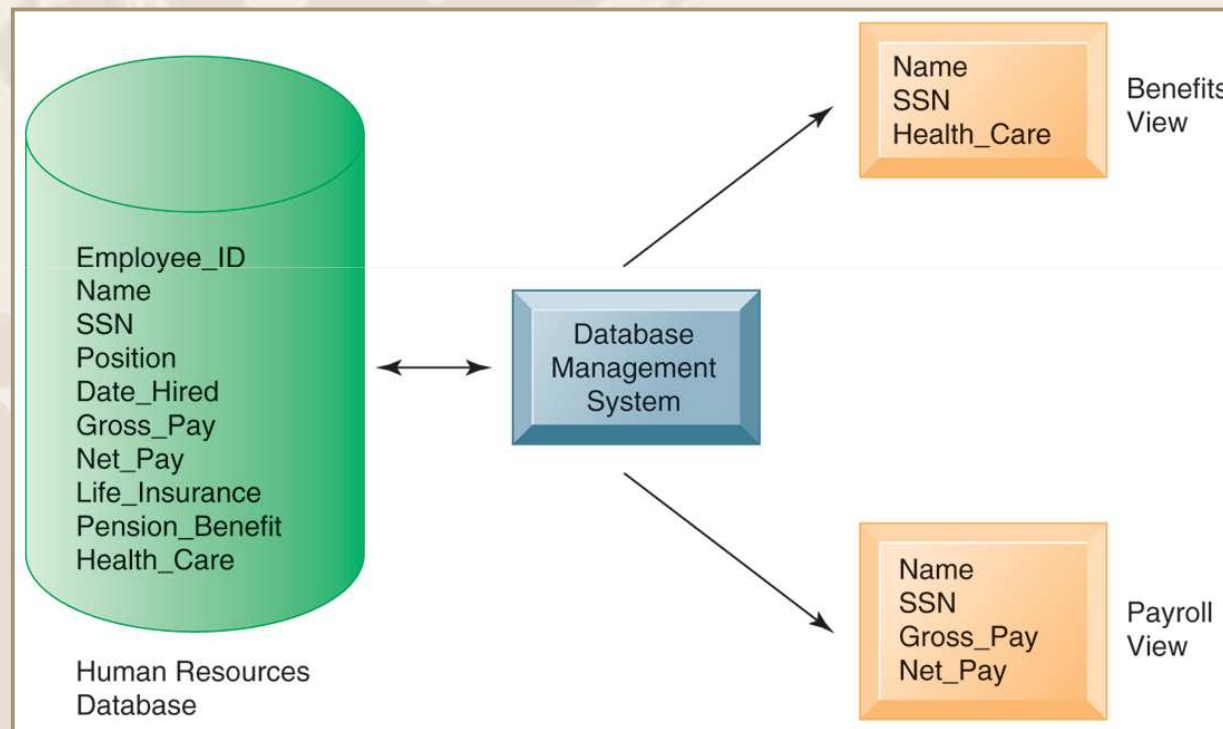 Employee_ID
Name
SSN
Position
Date_Hired
Gross_Pay
Net_Pay
Life_Insurance
Pension_Benefit
Health_Care
Human Resources
Database
Database
Management
System
Name
SSN
Health_Care
Benefits
View
Name
SSN
Gross_Pay
Net_Pay
Payroll
View